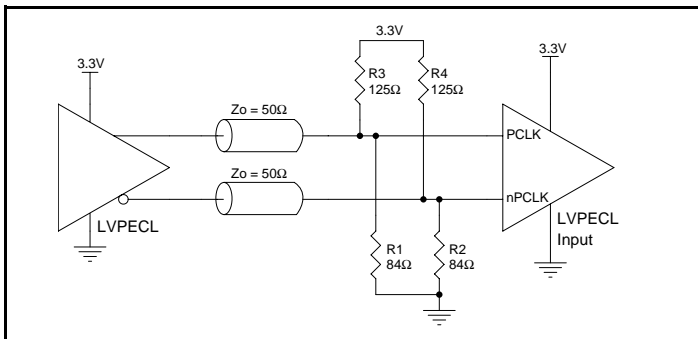 3.3V
3.3V
3.3V
R3
125Ω
R4
125Ω
Zo = 50Ω
PCLK
Zo = 50Ω
nPCLK
LVPECL
LVPECL
Input
R1
84Ω
R2
84Ω